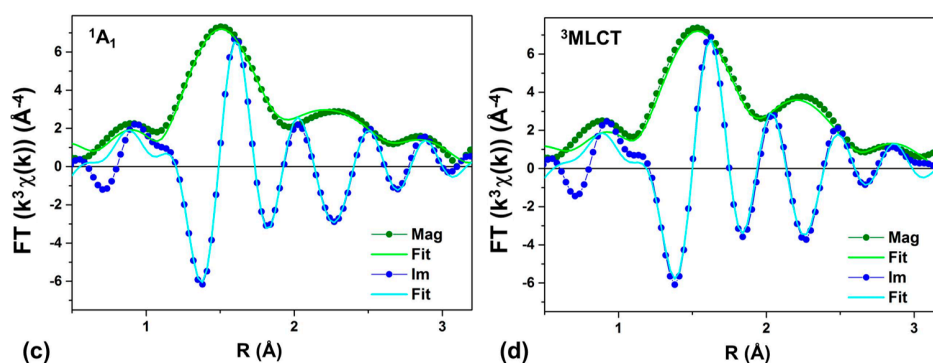 ¹A₁
FT (k³χ(k)) (Å⁻⁴)
6
4
2
0
-2
-4
-6
Mag
Fit
Im
Fit
1
2
3
R (Å)
(c)
³MLCT
FT (k³χ(k)) (Å⁻⁴)
6
4
2
0
-2
-4
-6
Mag
Fit
Im
Fit
1
2
3
R (Å)
(d)